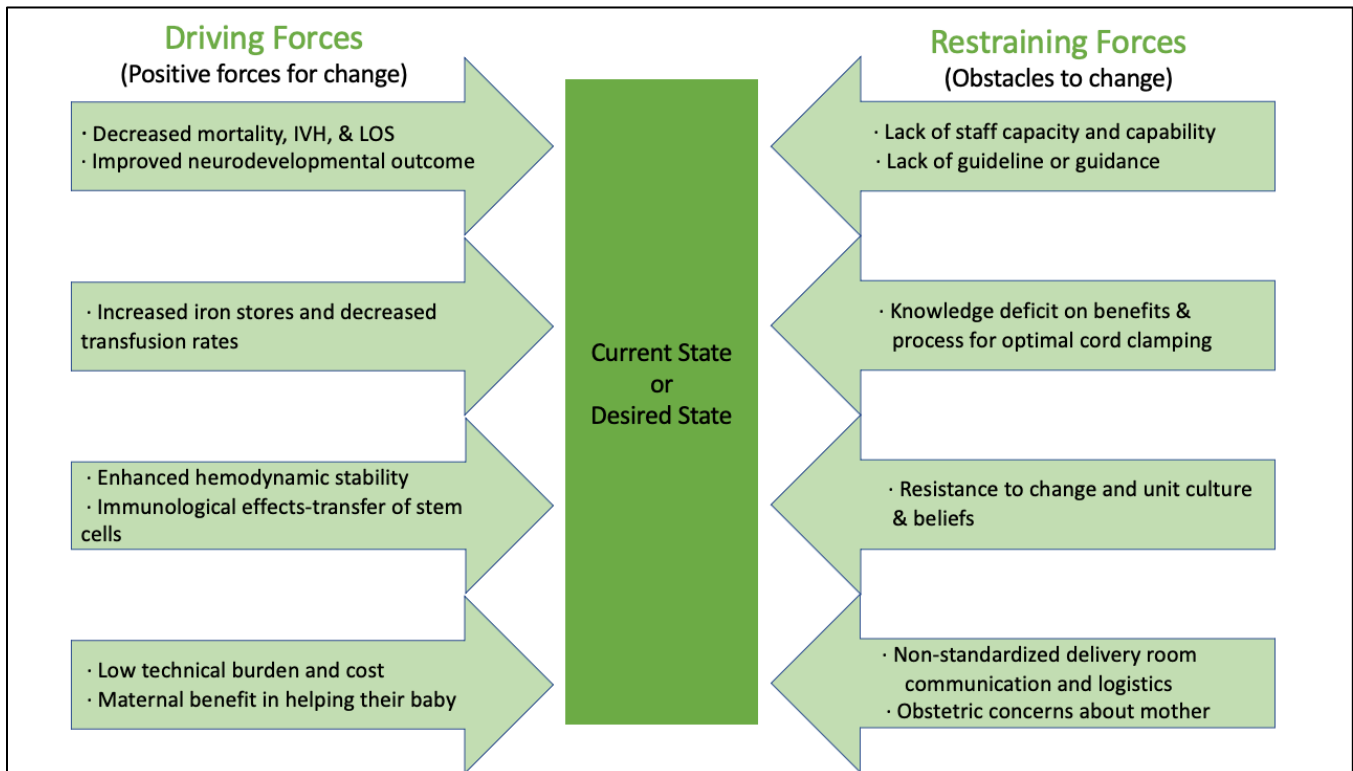 Driving Forces
(Positive forces for change)
· Decreased mortality, IVH, & LOS
· Improved neurodevelopmental outcome
· Increased iron stores and decreased
transfusion rates
· Enhanced hemodynamic stability
· Immunological effects-transfer of stem
cells
· Low technical burden and cost
· Maternal benefit in helping their baby
Current State
or
Desired State
Restraining Forces
(Obstacles to change)
· Lack of staff capacity and capability
· Lack of guideline or guidance
· Knowledge deficit on benefits &
process for optimal cord clamping
· Resistance to change and unit culture
& beliefs
· Non-standardized delivery room
communication and logistics
· Obstetric concerns about mother